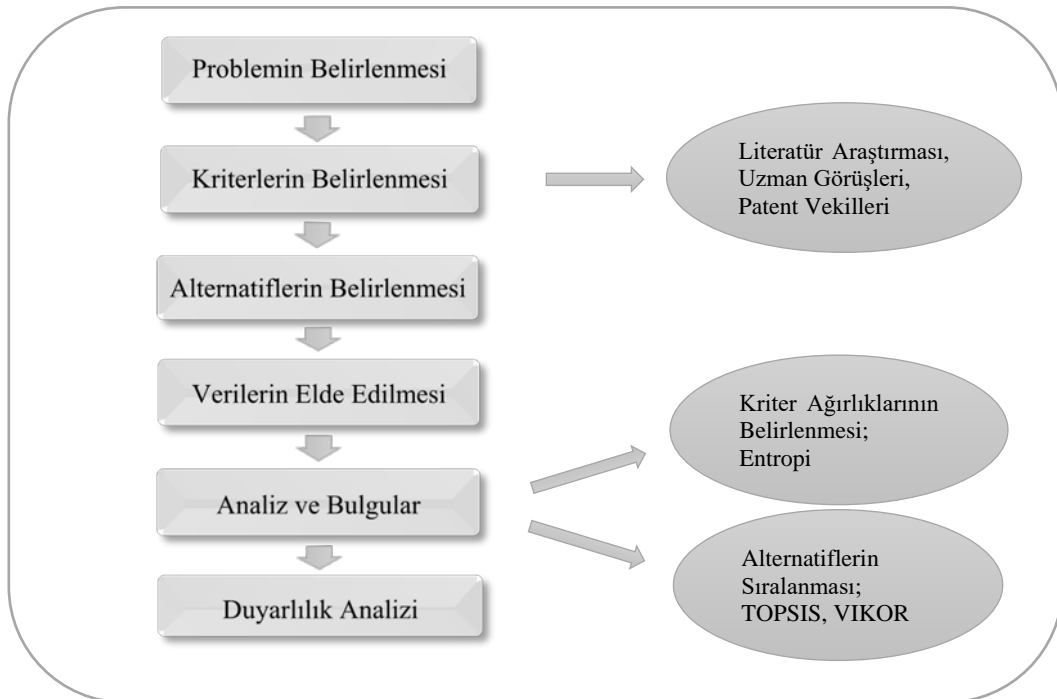 Problemin Belirlenmesi
Kriterlerin Belirlenmesi
Literatür Araştırması,
Uzman Görüşleri,
Patent Vekilleri
Alternatiflerin Belirlenmesi
Verilerin Elde Edilmesi
Kriter Ağırlıklarının
Belirlenmesi;
Entropi
Analiz ve Bulgular
Alternatiflerin
Sıralanması;
TOPSIS, VIKOR
Duyarlılık Analizi